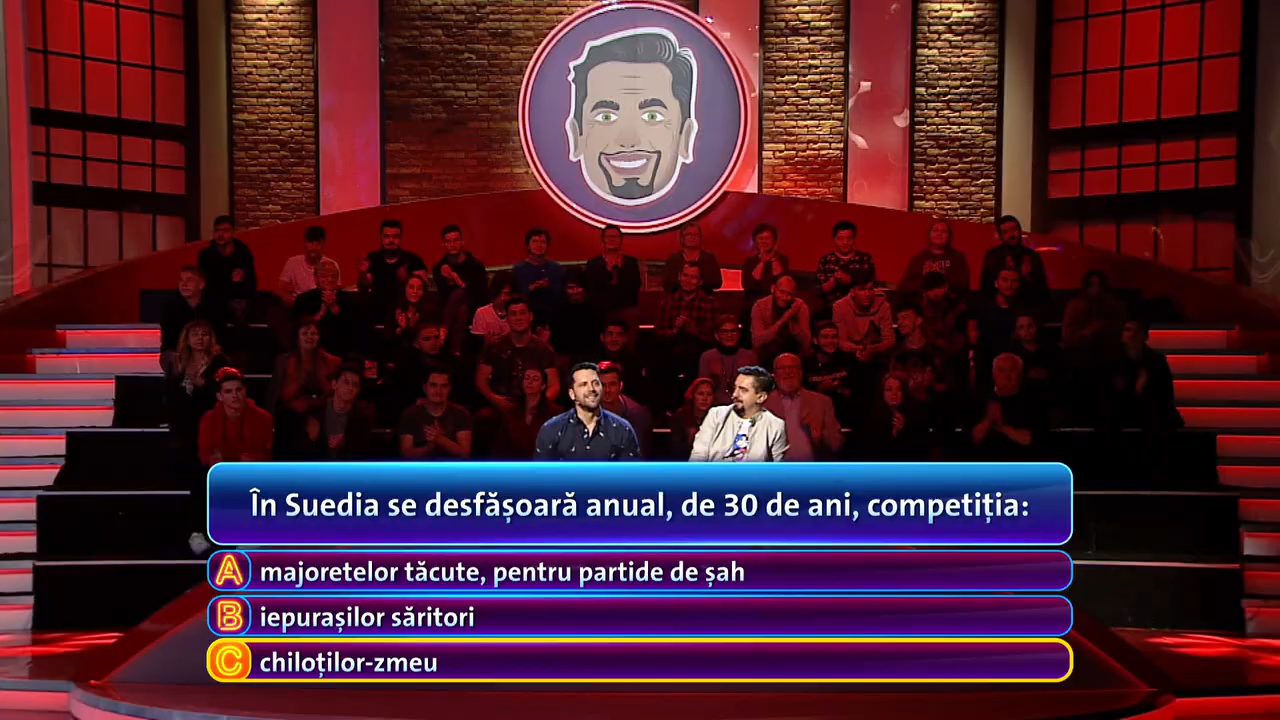 În Suedia se desfășoară anual, de 30 de ani, competiția:
A majoretelor tăcute, pentru partide de șah
B iepurașilor săritori
C chiloților-zmeu